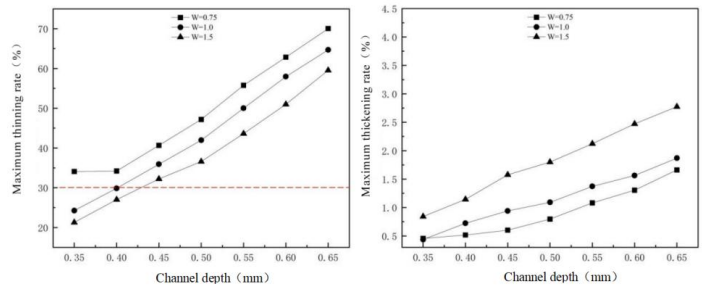 W=0.75
W=1.0
W=1.5
70
60
50
40
30
20
Maximum thinning rate（%）
0.35 0.40 0.45 0.50 0.55 0.60 0.65
Channel depth（mm）
W=0.75
W=1.0
W=1.5
4.5
4.0
3.5
3.0
2.5
2.0
1.5
1.0
0.5
Maximum thickening rate（%）
0.35 0.40 0.45 0.50 0.55 0.60 0.65
Channel depth（mm）